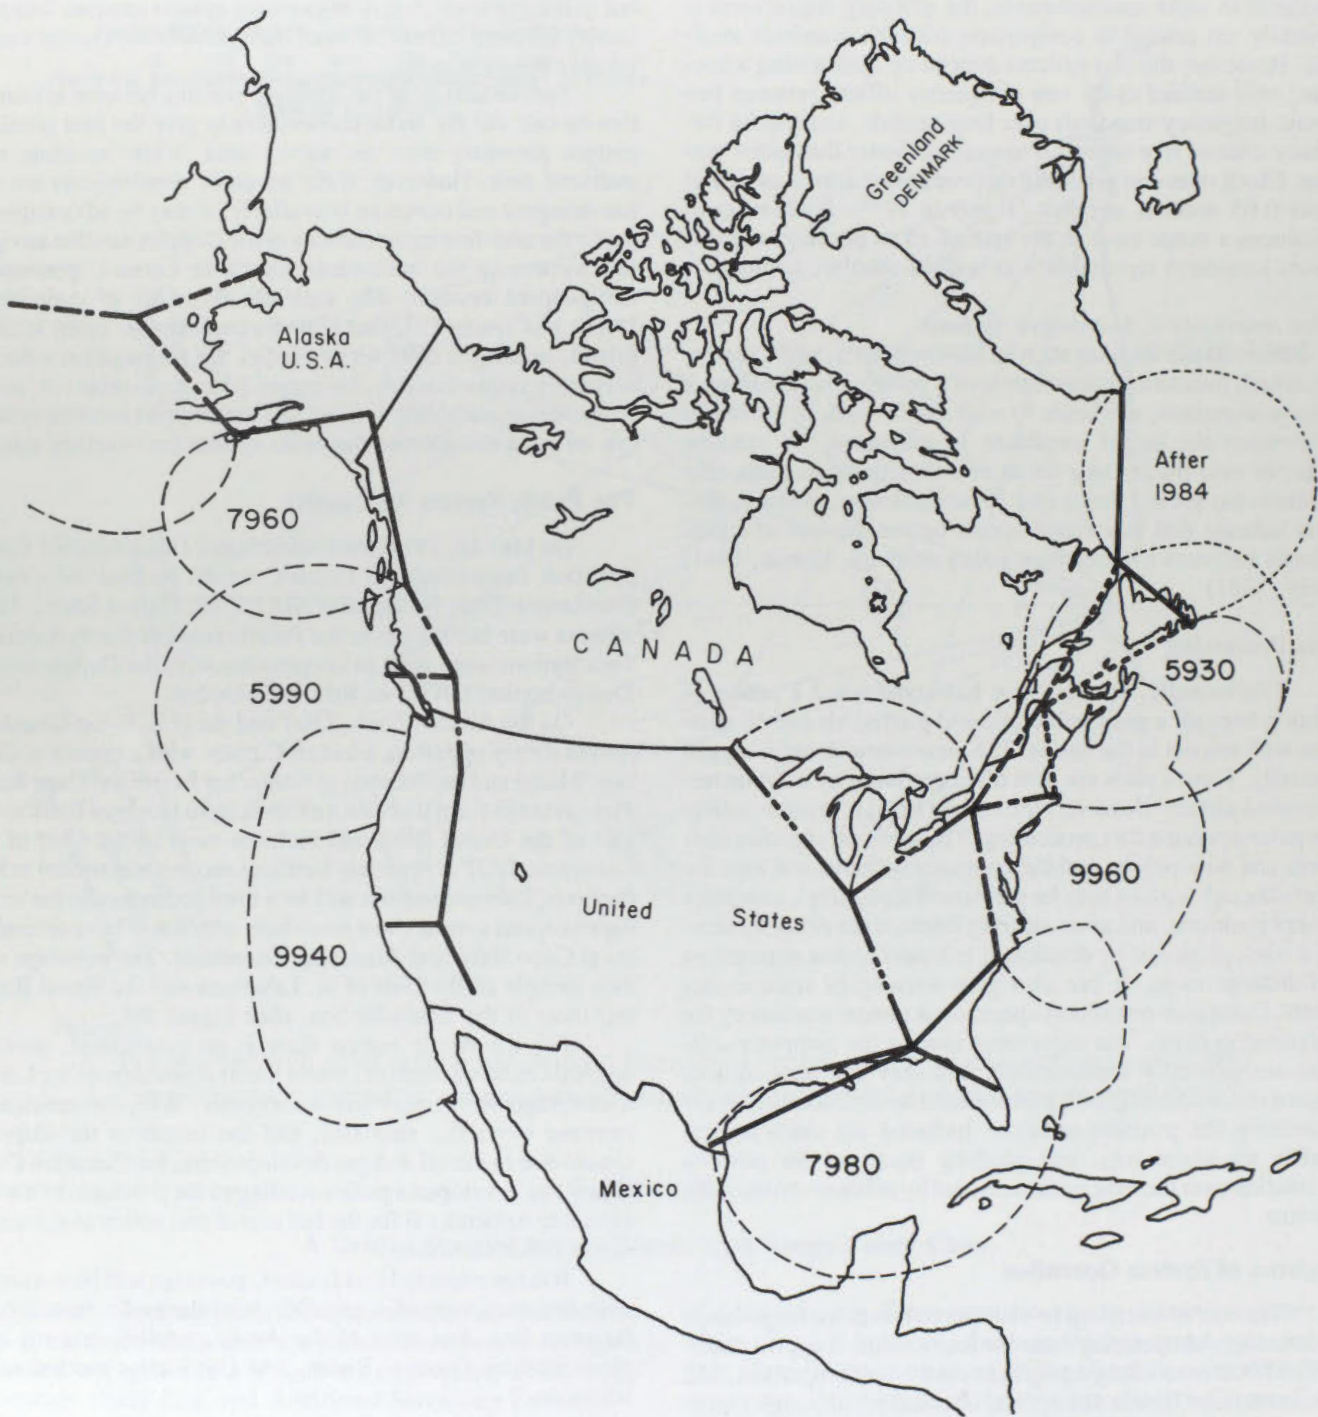 Greenland
DENMARK
Alaska
U.S.A.
After
1984
7960
CANADA
5990
5930
9960
United States
9940
7980
Mexico